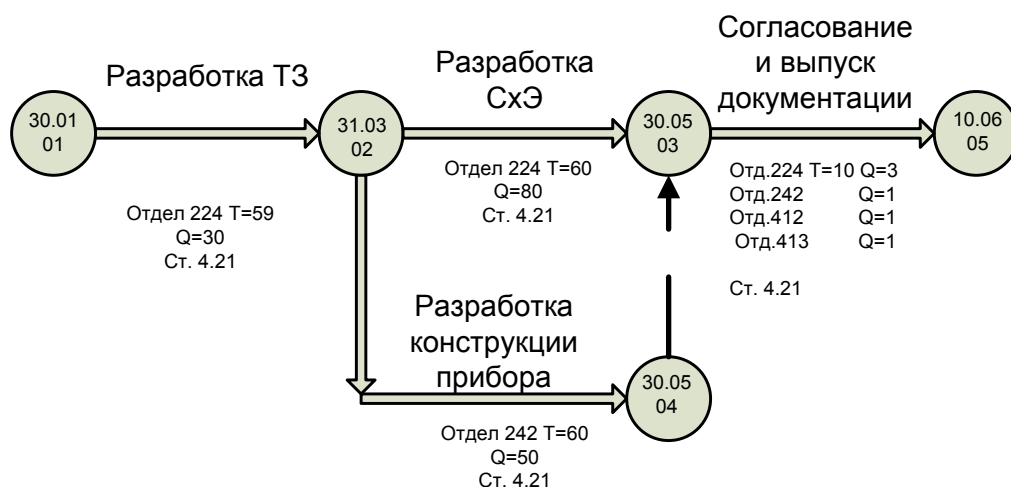 Разработка ТЗ
Разработка
СхЭ
Согласование
и выпуск
документации
30.01
01
31.03
02
30.05
03
10.06
05
Отдел 224 T=59
Q=30
Ст. 4.21
Отдел 224 T=60
Q=80
Ст. 4.21
Отд.224 T=10 Q=3
Отд.242 Q=1
Отд.412 Q=1
Отд.413 Q=1
Ст. 4.21
Разработка
конструкции
прибора
30.05
04
Отдел 242 T=60
Q=50
Ст. 4.21